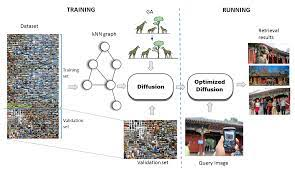 TRAINING
RUNNING
Dataset
kNN graph
GA
Retrieval
results
Training
set
Diffusion
Optimized
Diffusion
Validation
set
Validation set
Query image